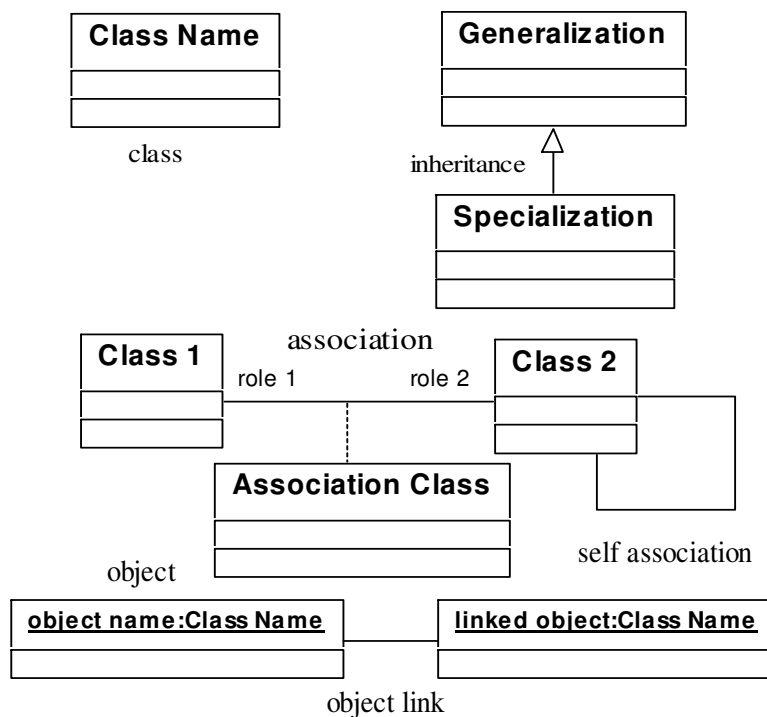 Class Name
Generalization
class
inheritance
Specialization
association
Class 1
Class 2
role 1
role 2
Association Class
self association
object
object name:Class Name
linked object:Class Name
object link